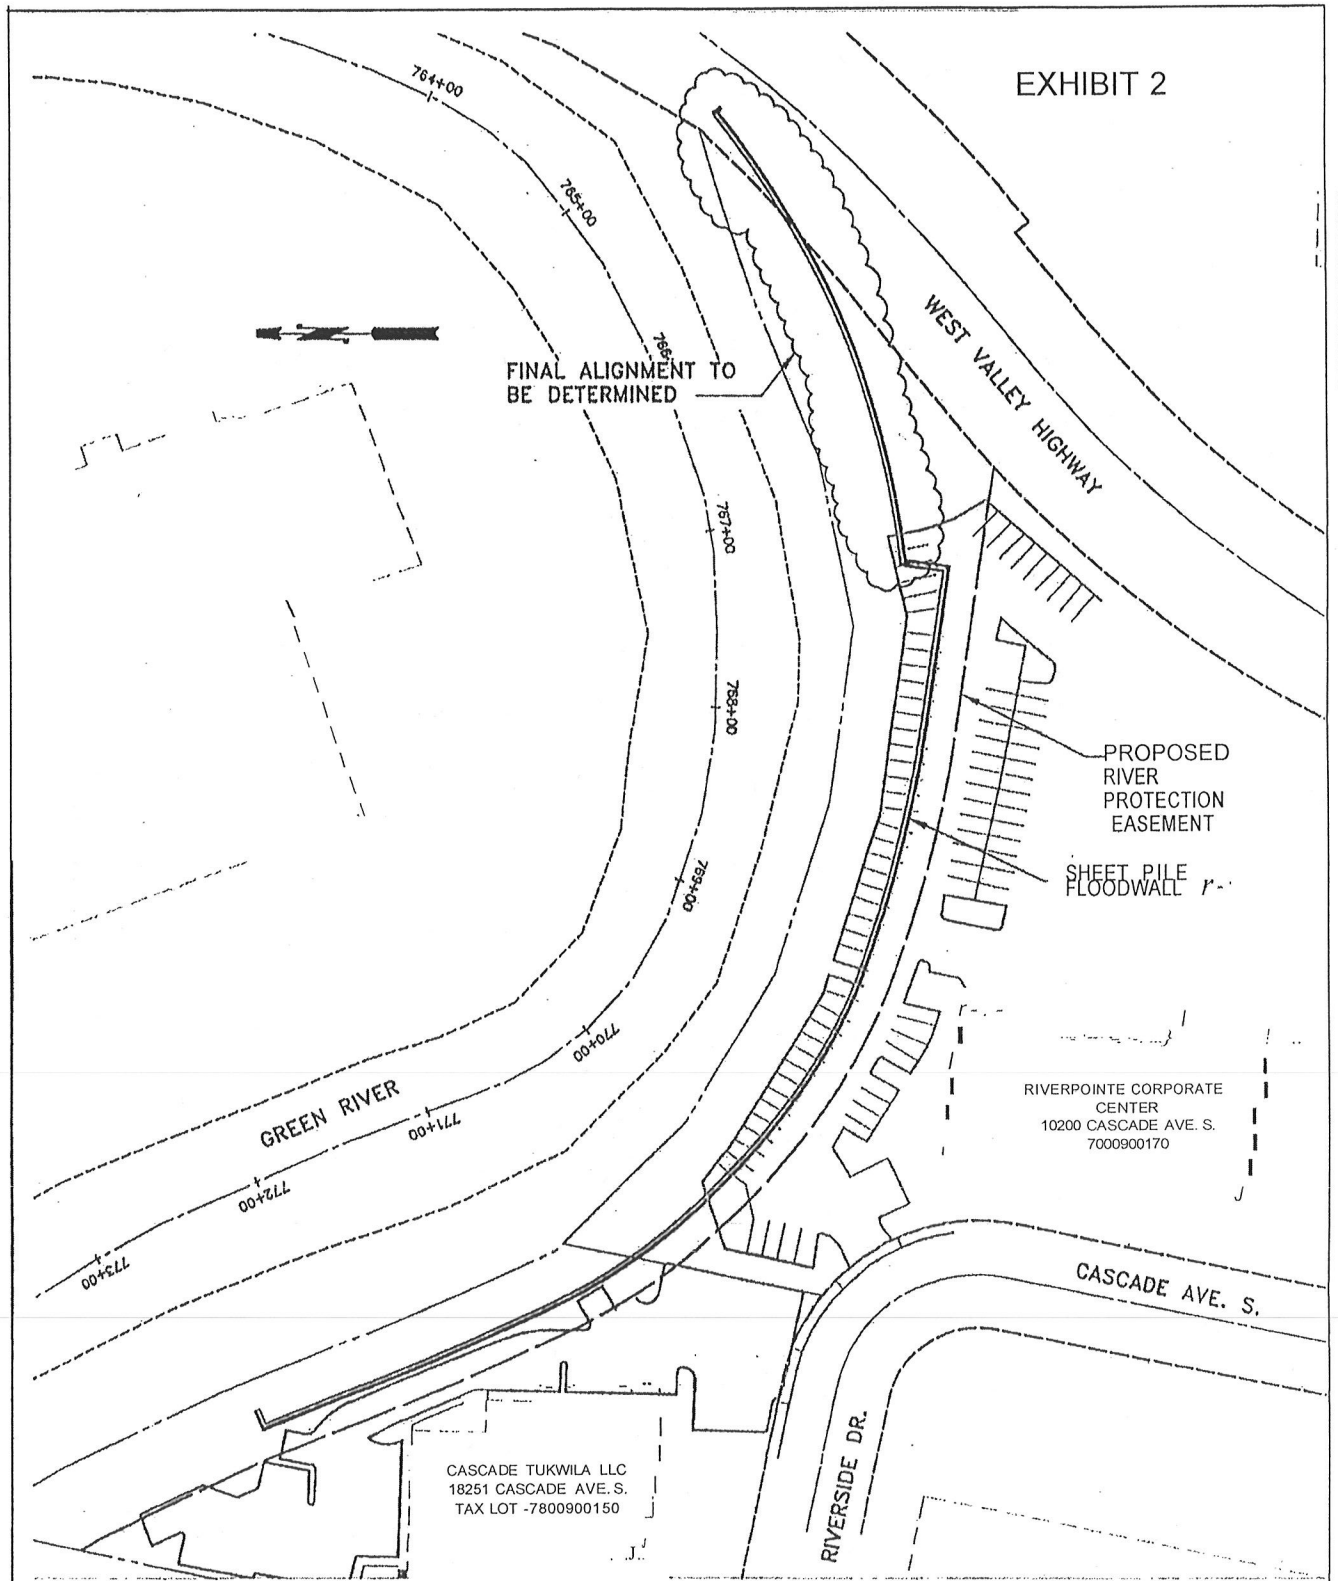 EXHIBIT 2
764+00
765+00
766
FINAL ALIGNMENT TO
BE DETERMINED
WEST VALLEY HIGHWAY
767+00
768+00
PROPOSED
RIVER
PROTECTION
EASEMENT
769+00
SHEET PILE
FLOODWALL
770+00
GREEN RIVER
771+00
772+00
773+00
RIVERPOINTE CORPORATE
CENTER
10200 CASCADE AVE. S.
7000900170
CASCADE AVE. S.
RIVERSIDE DR.
CASCADE TUKWILA LLC
18251 CASCADE AVE. S.
TAX LOT -7800900150